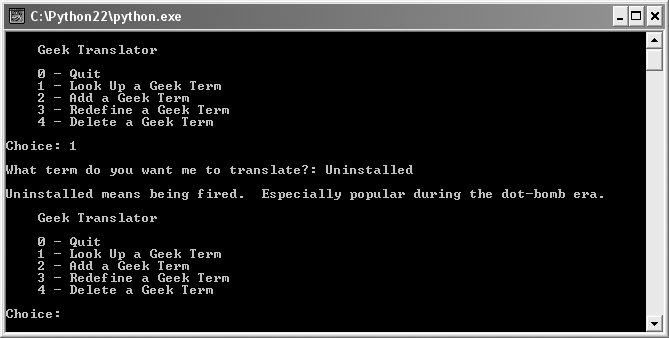 C:\Python22\python.exe
Geek Translator
0 - Quit
1 - Look Up a Geek Term
2 - Add a Geek Term
3 - Redefine a Geek Term
4 - Delete a Geek Term
Choice: 1
What term do you want me to translate?: Uninstalled
Uninstalled means being fired.  Especially popular during the dot-bomb era.
Geek Translator
0 - Quit
1 - Look Up a Geek Term
2 - Add a Geek Term
3 - Redefine a Geek Term
4 - Delete a Geek Term
Choice: